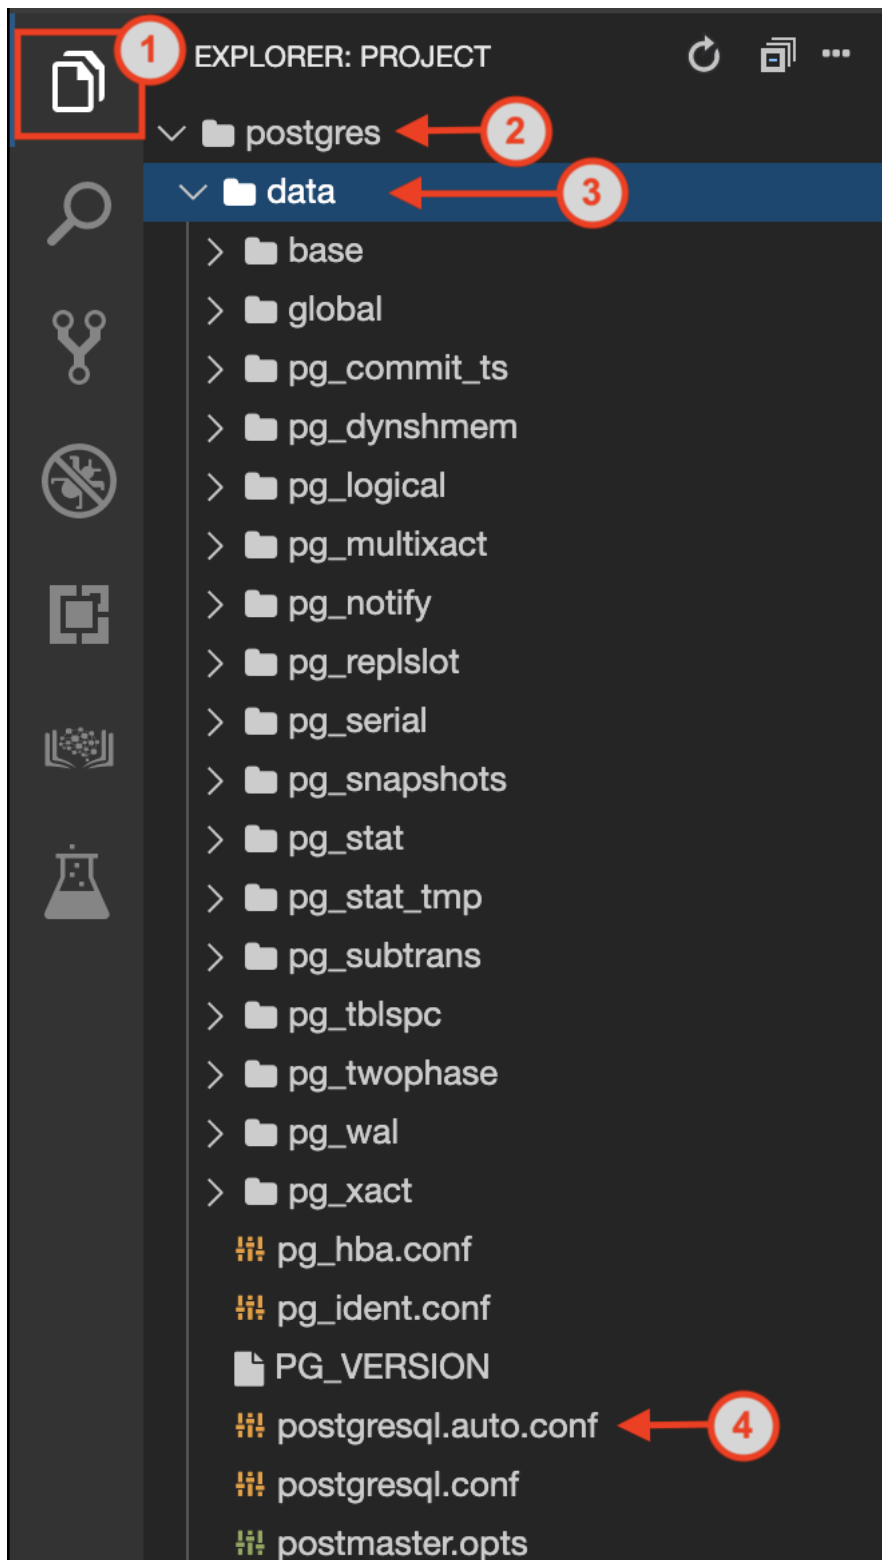 1
EXPLORER: PROJECT
postgres 2
data 3
base
global
pg_commit_ts
pg_dynshmem
pg_logical
pg_multixact
pg_notify
pg_replslot
pg_serial
pg_snapshots
pg_stat
pg_stat_tmp
pg_subtrans
pg_tblspc
pg_twophase
pg_wal
pg_xact
pg_hba.conf
pg_ident.conf
PG_VERSION
postgresql.auto.conf 4
postgresql.conf
postmaster.opts